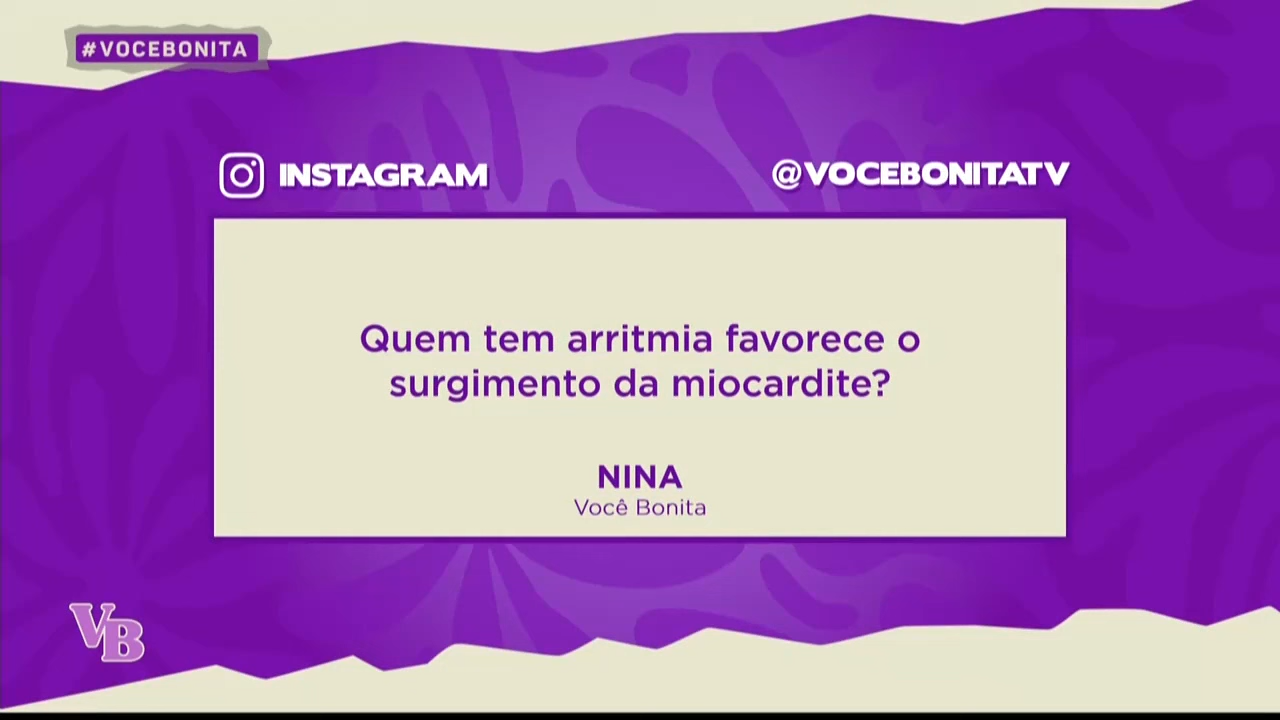 #VOCEBONITA
INSTAGRAM
@VOCEBONITATV
Quem tem arritmia favorece o
surgimento da miocardite?
NINA
Você Bonita
VB